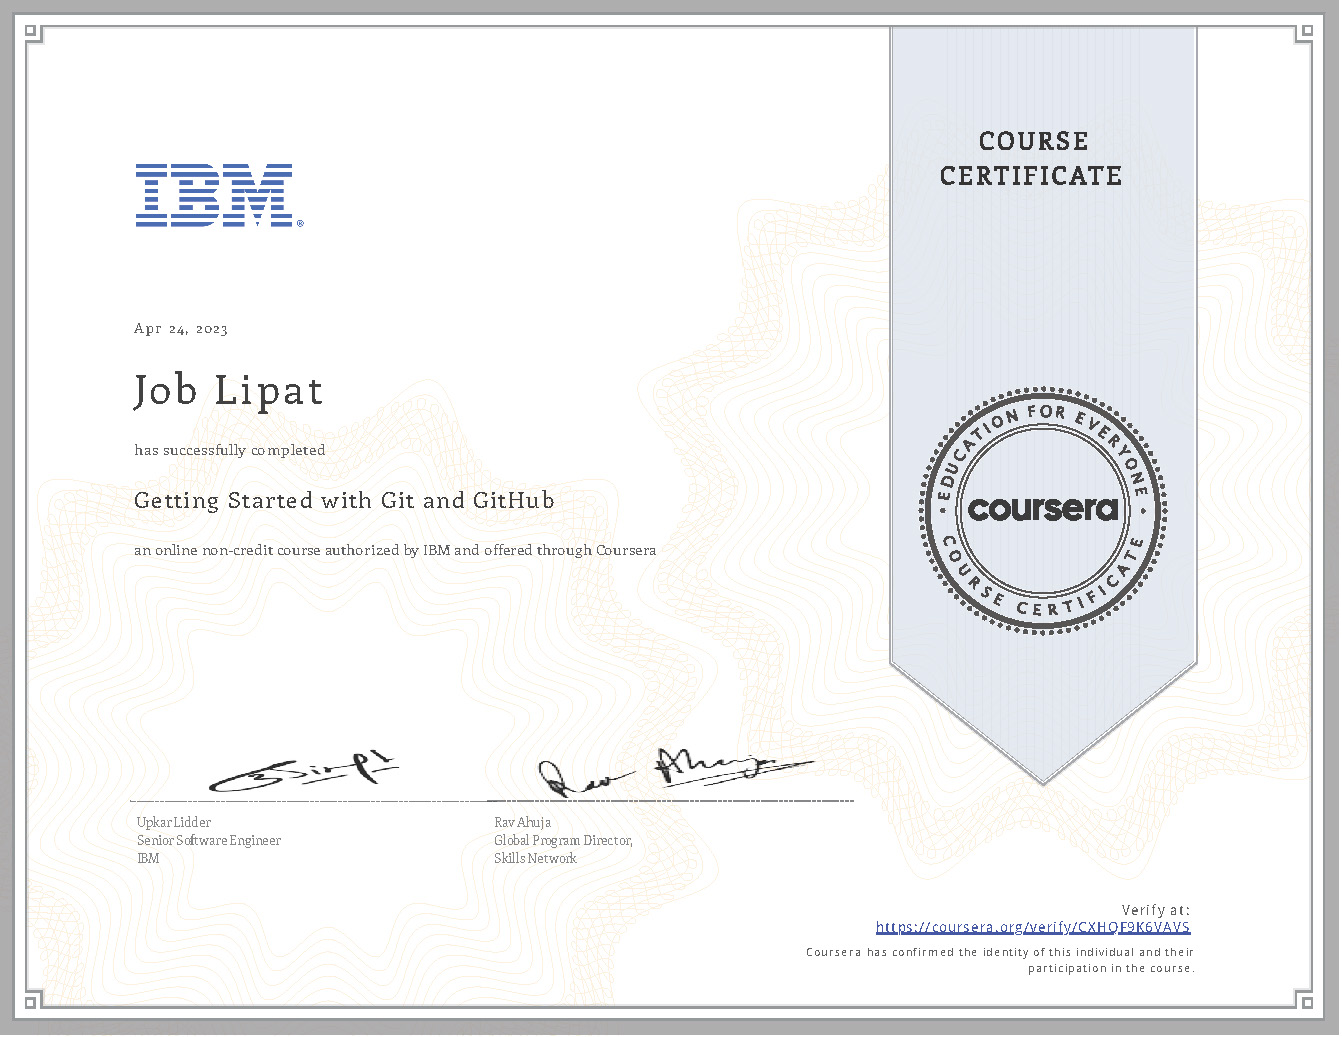 COURSE
CERTIFICATE
IBM®
Apr 24, 2023
Job Lipat
has successfully completed
Getting Started with Git and GitHub
an online non-credit course authorized by IBM and offered through Coursera
EDUCATION FOR EVERYONE
coursera
COURSE CERTIFICATE
Upkar Lidder
Senior Software Engineer
IBM
Rav Ahuja
Rav Ahuja
Global Program Director,
Skills Network
Verify at:
https://coursera.org/verify/CXHQF9K6VAVS
Coursera has confirmed the identity of this individual and their
participation in the course.